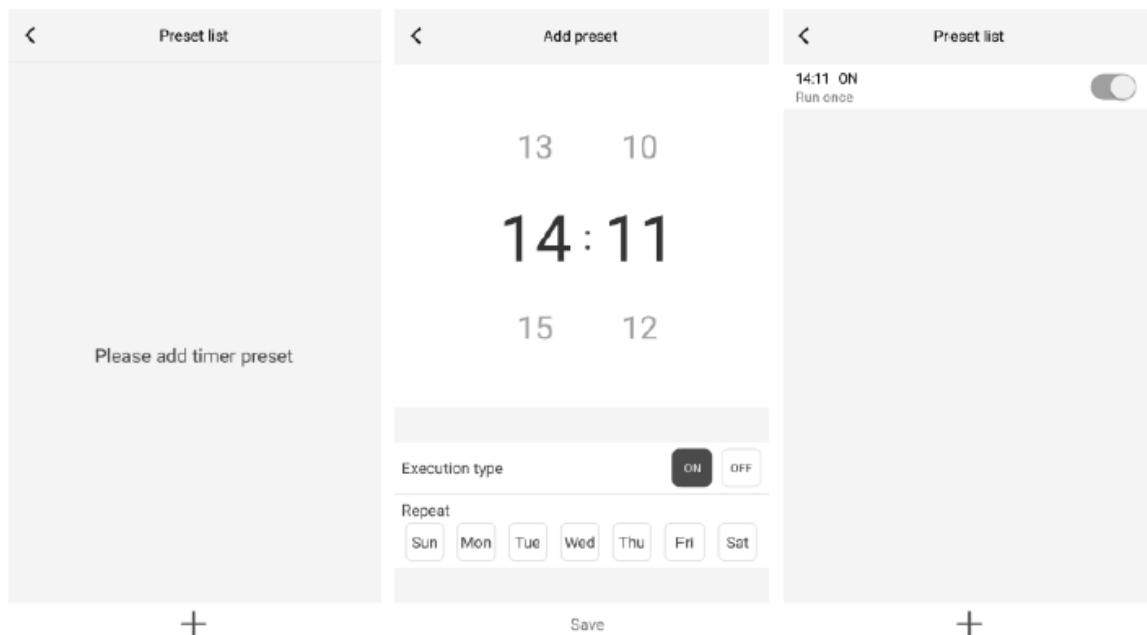 Preset list
Please add timer preset
Add preset
13 10
14 : 11
15 12
Execution type ON OFF
Repeat
Sun Mon Tue Wed Thu Fri Sat
Save
Preset list
14:11 ON
Run once